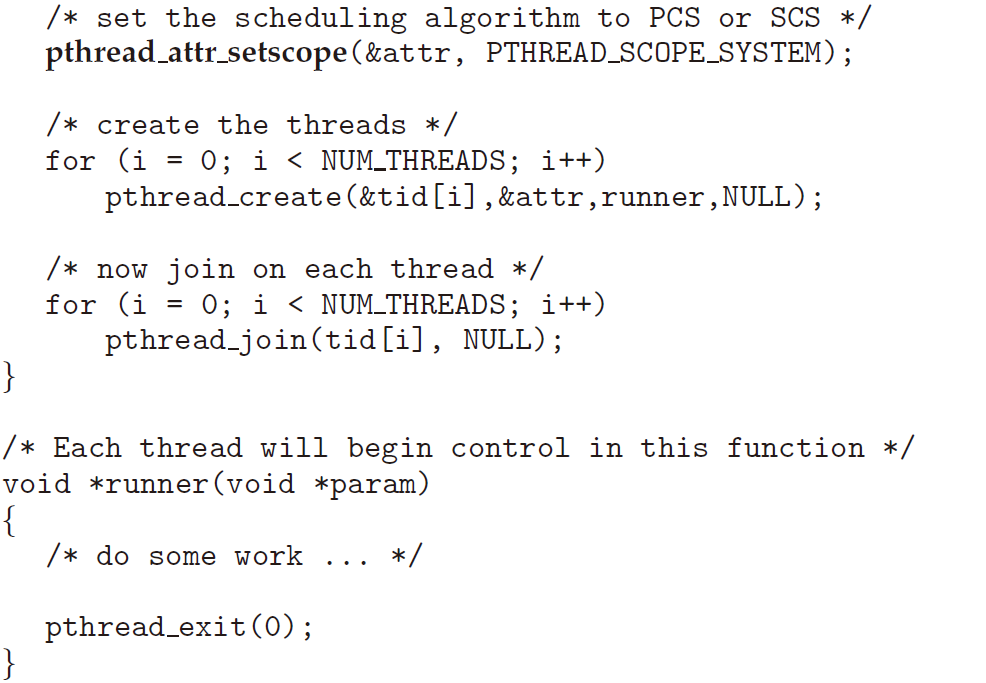 /* set the scheduling algorithm to PCS or SCS */
pthread_attr_setscope(&attr, PTHREAD_SCOPE_SYSTEM);
/* create the threads */
for (i = 0; i < NUM_THREADS; i++)
pthread_create(&tid[i],&attr,runner,NULL);
/* now join on each thread */
for (i = 0; i < NUM_THREADS; i++)
pthread_join(tid[i], NULL);
}
/* Each thread will begin control in this function */
void *runner(void *param)
{
/* do some work ... */
pthread_exit(0);
}